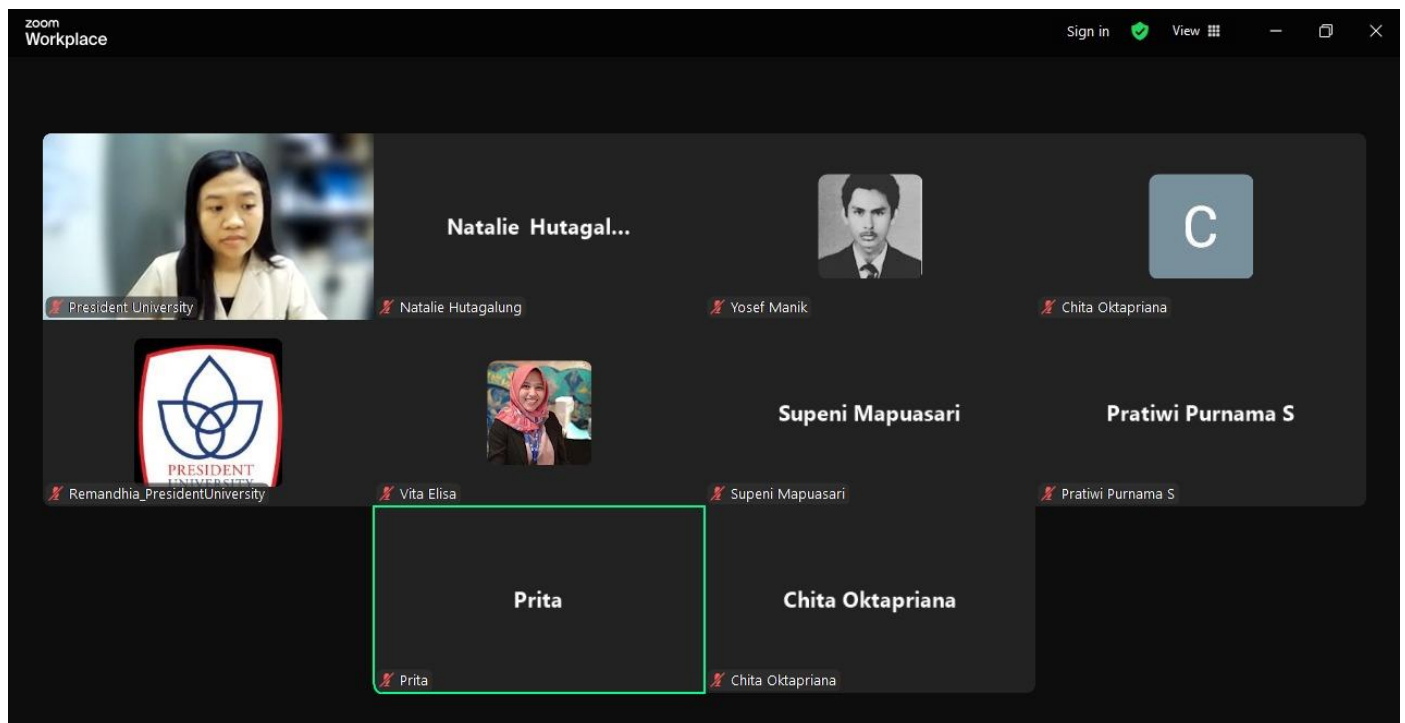 zoom
Workplace
Sign in
View
President University
Natalie Hutagal...
Natalie Hutagalung
Yosef Manik
C
Chita Oktapriana
PRESIDENT
UNIVERSITY
Remandhia_PresidentUniversity
Vita Elisa
Supeni Mapuasari
Supeni Mapuasari
Pratiwi Purnama S
Pratiwi Purnama S
Prita
Prita
Chita Oktapriana
Chita Oktapriana